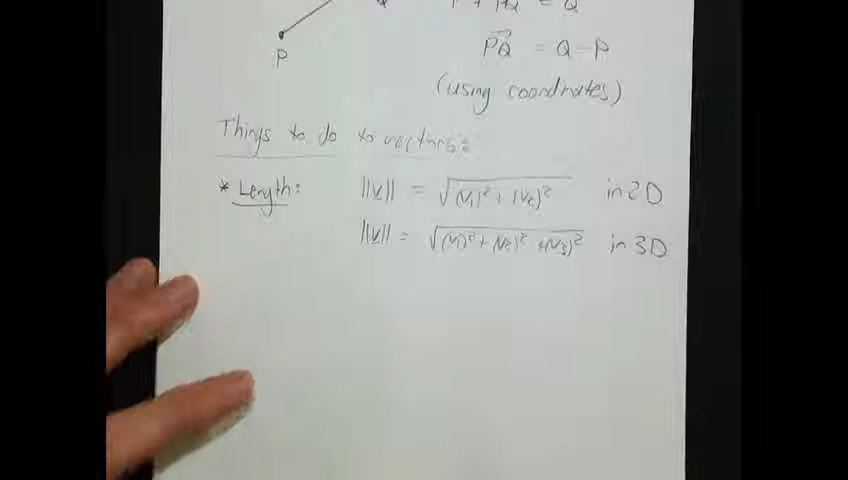 Q P + PQ = Q
P
PQ = Q - P
(using coordinates)
Things to do to vectors:
* Length: ||v|| = √(v₁)² + (v₂)² in 2D
||v|| = √(v₁)² + (v₂)² + (v₃)² in 3D